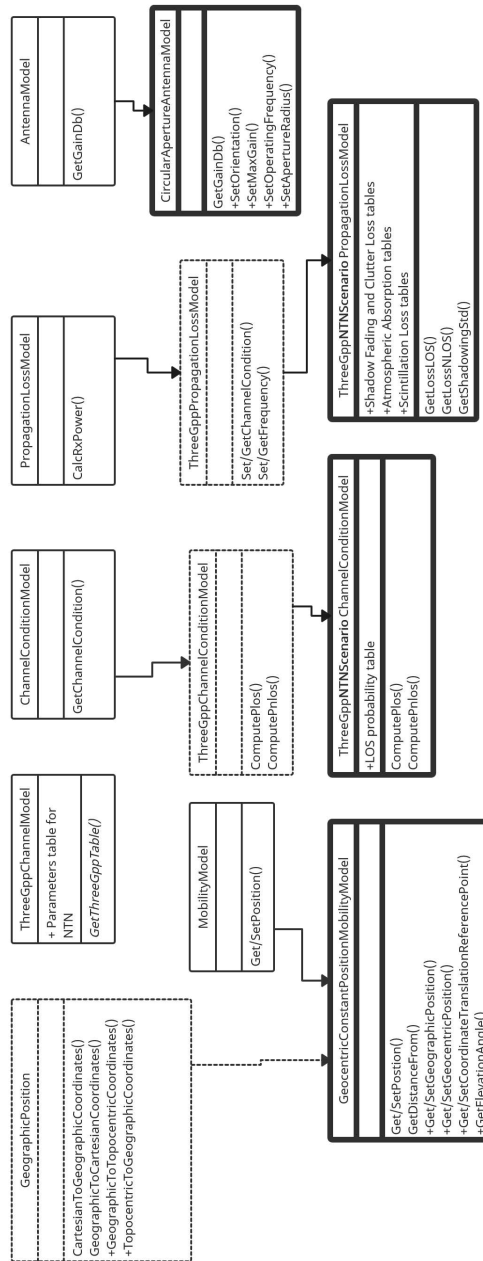 GeographicPosition
CartesianToGeographicCoordinates()
GeographicToCartesianCoordinates()
+GeographicToTopocentricCoordinates()
+TopocentricToGeographicCoordinates()
ThreeGppChannelModel
+ Parameters table for
NTN
GetThreeGppTable()
ChannelConditionModel
GetChannelCondition()
PropagationLossModel
CalcRxPower()
AntennaModel
GetGainDb()
MobilityModel
Get/SetPosition()
ThreeGppChannelConditionModel
ComputePlos()
ComputePnlos()
ThreeGppPropagationLossModel
Set/GetChannelCondition()
Set/GetFrequency()
CircularApertureAntennaModel
GetGainDb()
+SetOrientation()
+SetMaxGain()
+SetOperatingFrequency()
+SetApertureRadius()
GeocentricConstantPositionMobilityModel
Get/SetPostion()
GetDistanceFrom()
+Get/SetGeographicPosition()
+Get/SetGeocentricPosition()
+Get/SetCoordinateTranslationReferencePoint()
+GetElevationAngle()
ThreeGppNTNScenario ChannelConditionModel
+LOS probability table
ComputePlos()
ComputePnlos()
ThreeGppNTNScenario PropagationLossModel
+Shadow Fading and Clutter Loss tables
+Atmospheric Absorption tables
+Scintillation Loss tables
GetLossLOS()
GetLossNLOS()
GetShadowingStd()